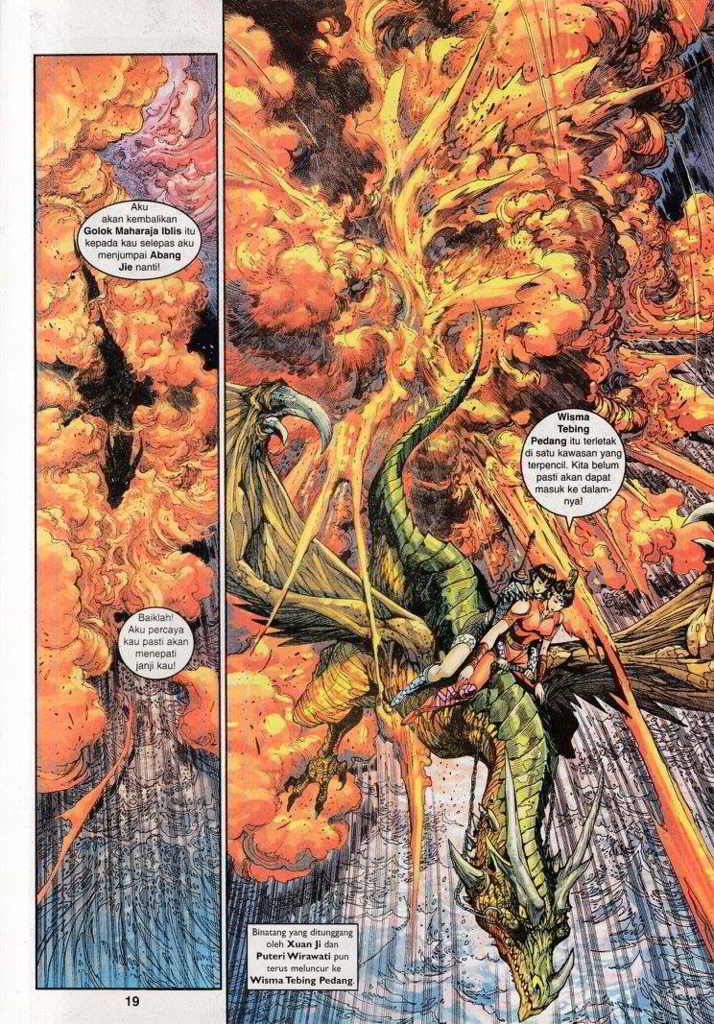 Aku
akan kembalikan
Golok Maharaja Iblis itu
kepada kau selepas aku
menjumpai Abang
Jie nanti!
Baiklah!
Aku percaya
kau pasti akan
menepati
janji kau!
Wisma
Tebing
Pedang itu terletak
di satu kawasan yang
terpencil. Kita belum
pasti akan dapat
masuk ke dalam-
nya!
Binatang yang ditunggang
oleh Xuan Ji dan
Puteri Wirawati pun
terus meluncur ke
Wisma Tebing Pedang.
19